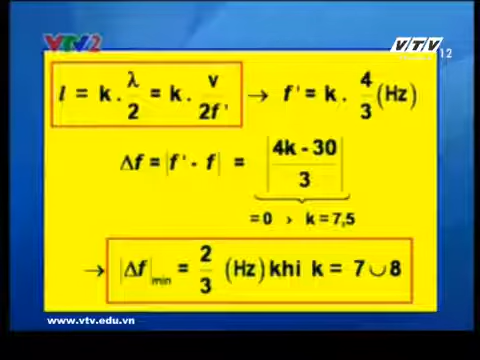 VTV2
VTV
12
l = k . λ/2 = k . v/2f' → f' = k . 4/3 (Hz)
Δf = |f' - f| = |4k - 30|/3
= 0 › k = 7,5
→ |Δf|min = 2/3 (Hz) khi k = 7 ∪ 8
www.vtv.edu.vn